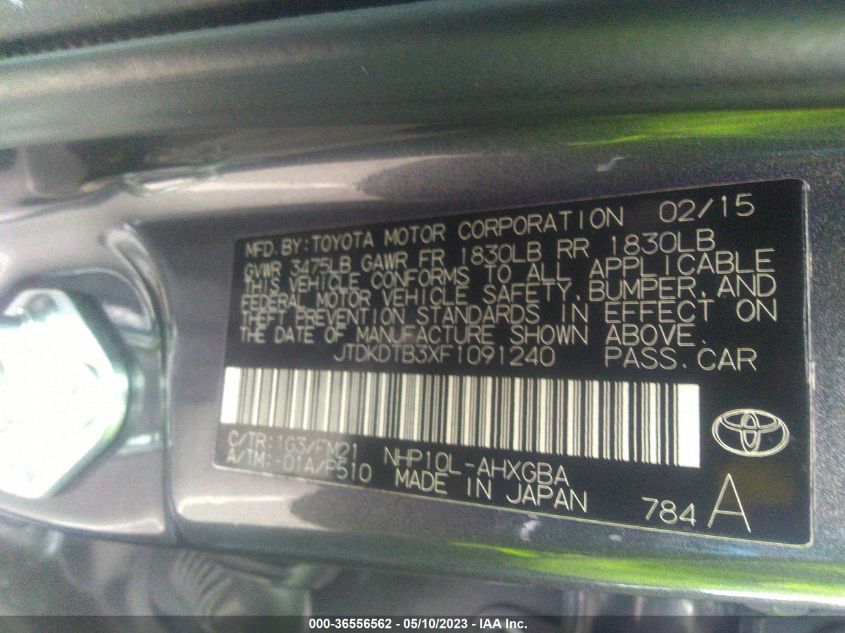 MFD.BY:TOYOTA MOTOR CORPORATION 02/15
GVWR 3475LB GAWR FR 1830LB RR 1830LB
THIS VEHICLE CONFORMS TO ALL APPLICABLE
FEDERAL MOTOR VEHICLE SAFETY,BUMPER,AND
THEFT PREVENTION STANDARDS IN EFFECT ON
THE DATE OF MANUFACTURE SHOWN ABOVE.
JTDKDTB3XF1091240 PASS.CAR
C/TR:1G3/FM21
A/TM:-01A/P510
NHP10L-AHXGBA
MADE IN JAPAN
784 A
000-36556562 - 05/10/2023 - IAA Inc.